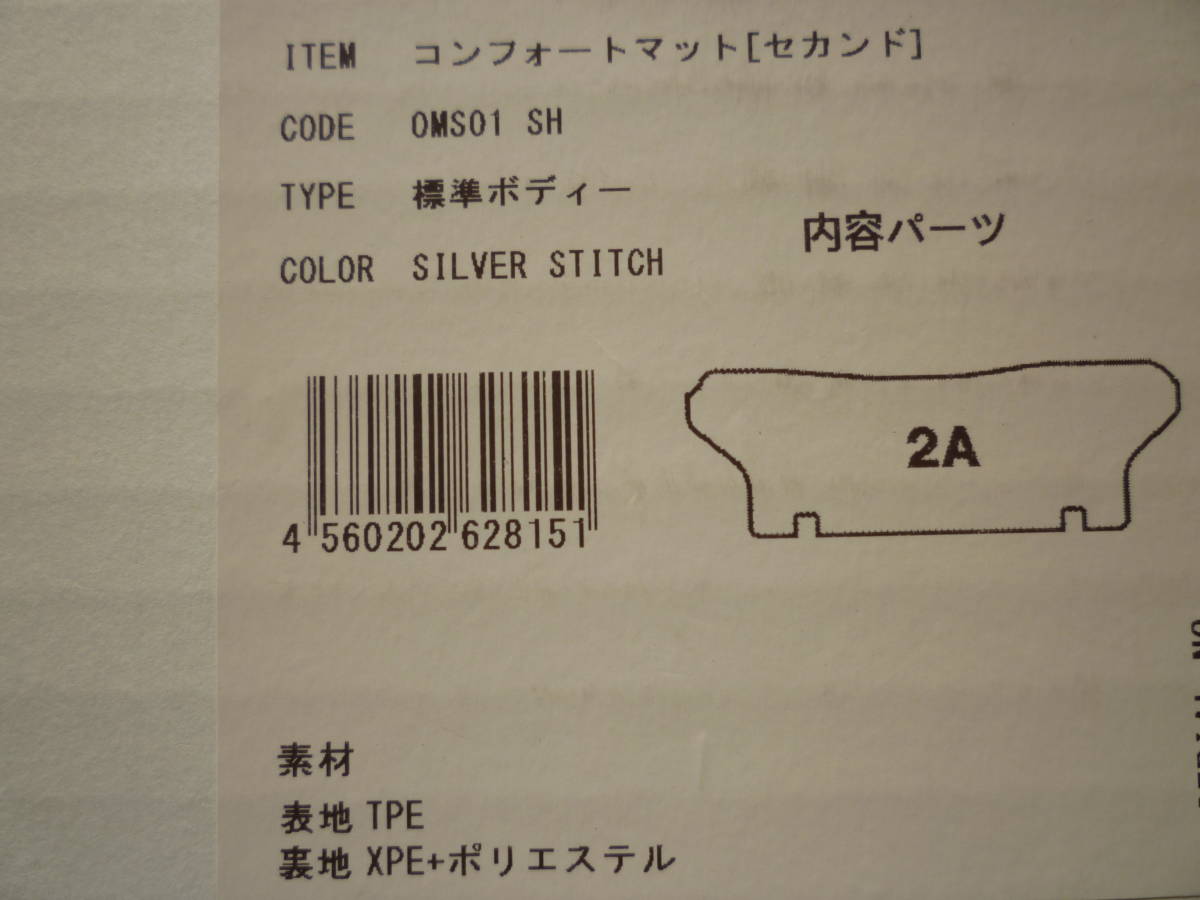 ITEM コンフォートマット[セカンド]
CODE OMS01 SH
TYPE 標準ボディー
COLOR SILVER STITCH
内容パーツ
2A
4 560202 628151
素材
表地 TPE
裏地 XPE+ポリエステル